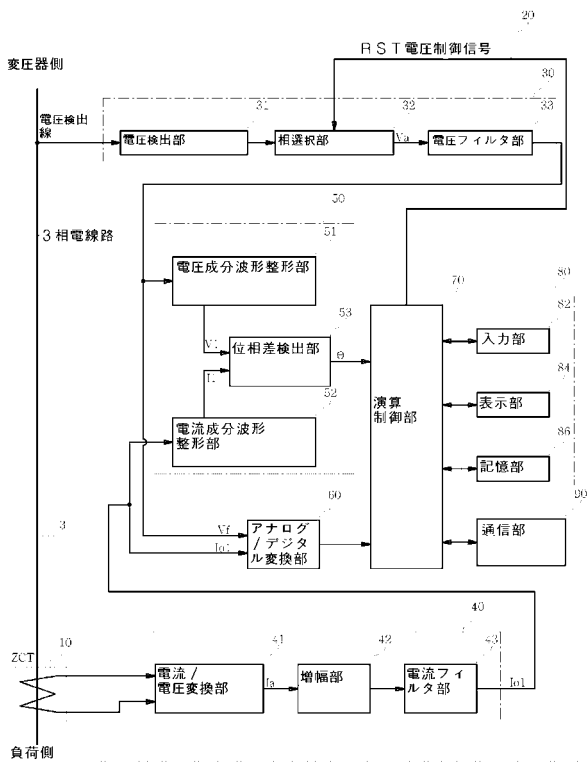 20
RST電圧制御信号
変圧器側
30
電圧検出
線
31
32
33
電圧検出部
相選択部
Va
電圧フィルタ部
50
3相電線路
51
電圧成分波形整形部
70
80
82
53
V1
位相差検出部
θ
入力部
I1
84
演算
制御部
表示部
52
電流成分波形
整形部
86
記憶部
60
90
3
Vf
Io1
アナログ
/デジタ
ル変換部
通信部
40
ZCT
10
41
42
43
電流/
電圧変換部
Ia
増幅部
電流フィ
ルタ部
Io1
負荷側